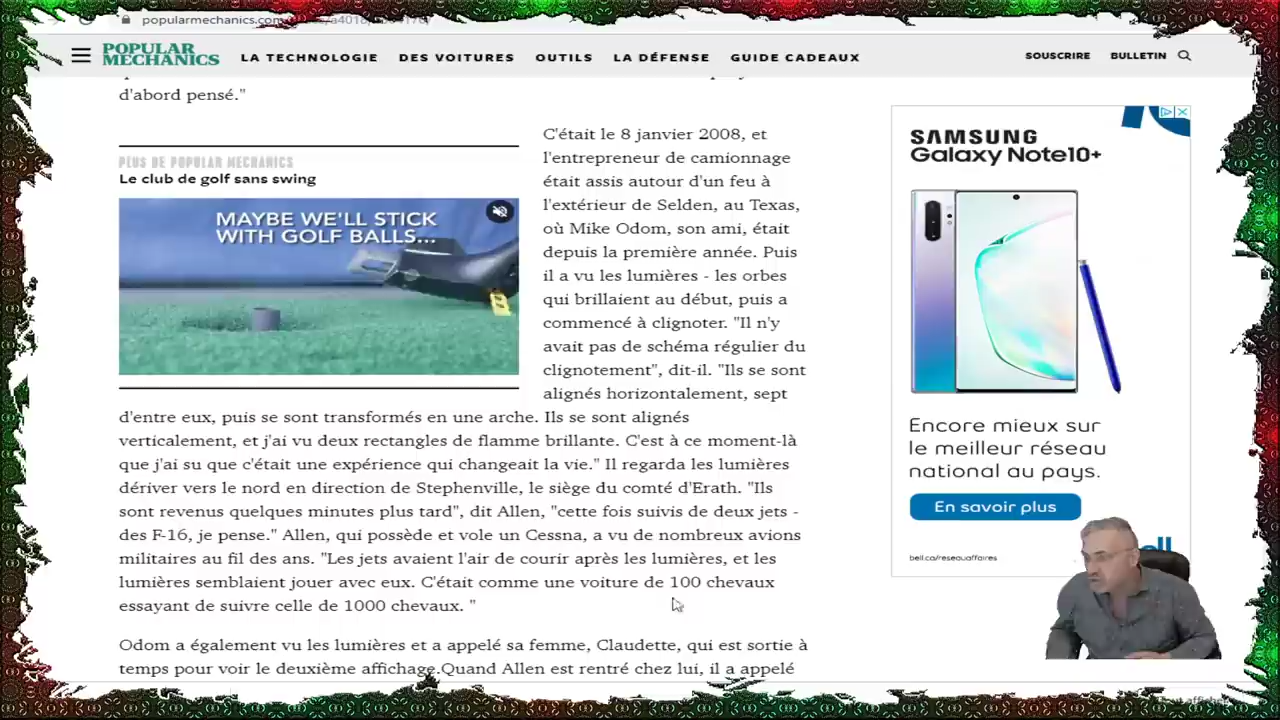 popularmechanics.com
POPULAR
MECHANICS
LA TECHNOLOGIE
DES VOITURES
OUTILS
LA DÉFENSE
GUIDE CADEAUX
SOUSCRIRE
BULLETIN
d'abord pensé."
PLUS DE POPULAR MECHANICS
Le club de golf sans swing
MAYBE WE'LL STICK
WITH GOLF BALLS...
C'était le 8 janvier 2008, et
l'entrepreneur de camionnage
était assis autour d'un feu à
l'extérieur de Selden, au Texas,
où Mike Odom, son ami, était
depuis la première année. Puis
il a vu les lumières - les orbes
qui brillaient au début, puis a
commencé à clignoter. "Il n'y
avait pas de schéma régulier du
clignotement", dit-il. "Ils se sont
alignés horizontalement, sept
d'entre eux, puis se sont transformés en une arche. Ils se sont alignés
verticalement, et j'ai vu deux rectangles de flamme brillante. C'est à ce moment-là
que j'ai su que c'était une expérience qui changeait la vie." Il regarda les lumières
dériver vers le nord en direction de Stephenville, le siège du comté d'Erath. "Ils
sont revenus quelques minutes plus tard", dit Allen, "cette fois suivis de deux jets -
des F-16, je pense." Allen, qui possède et vole un Cessna, a vu de nombreux avions
militaires au fil des ans. "Les jets avaient l'air de courir après les lumières, et les
lumières semblaient jouer avec eux. C'était comme une voiture de 100 chevaux
essayant de suivre celle de 1000 chevaux. "
Odom a également vu les lumières et a appelé sa femme, Claudette, qui est sortie à
temps pour voir le deuxième affichage.Quand Allen est rentré chez lui, il a appelé
SAMSUNG
Galaxy Note10+
Encore mieux sur
le meilleur réseau
national au pays.
En savoir plus
bell.ca/reseauaffaires